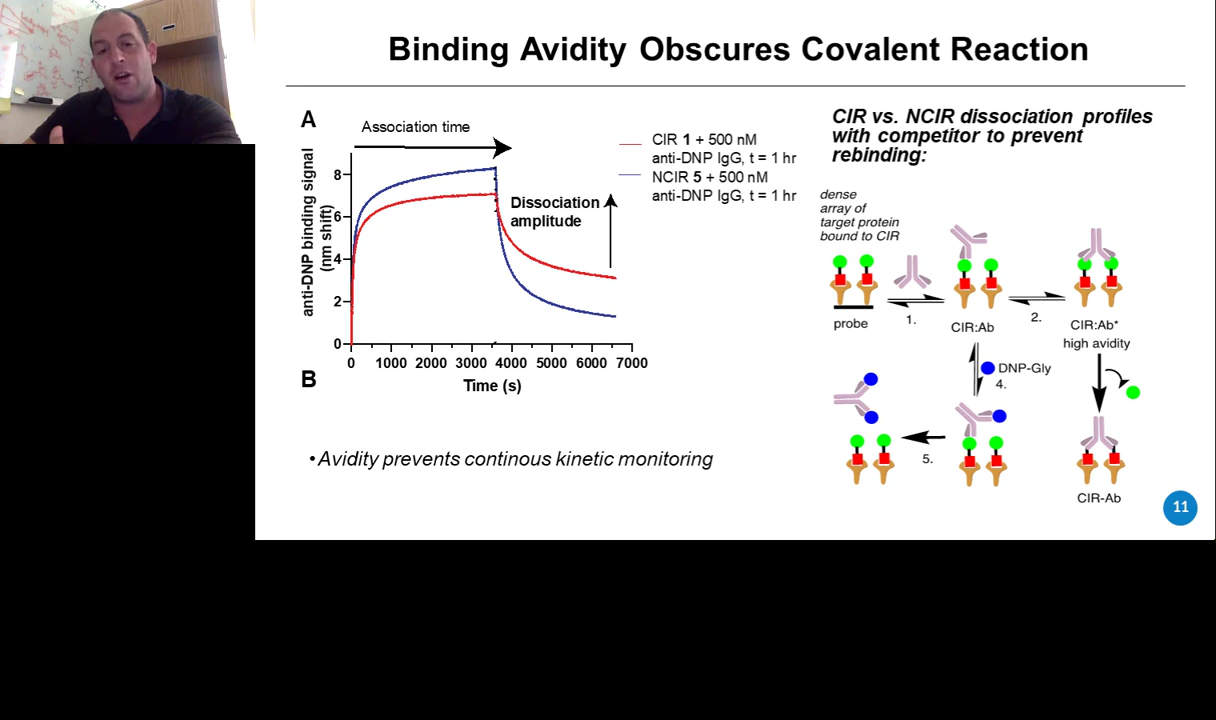 Binding Avidity Obscures Covalent Reaction
A
Association time
anti-DNP binding signal
(nm shift)
8
6
4
2
0
0 1000 2000 3000 4000 5000 6000 7000
Time (s)
Dissociation
amplitude
CIR 1 + 500 nM
anti-DNP IgG, t = 1 hr
NCIR 5 + 500 nM
anti-DNP IgG, t = 1 hr
B
•Avidity prevents continous kinetic monitoring
CIR vs. NCIR dissociation profiles
with competitor to prevent
rebinding:
dense
array of
target protein
bound to CIR
probe
1.
CIR:Ab
2.
CIR:Ab*
high avidity
DNP-Gly
4.
5.
CIR-Ab
11